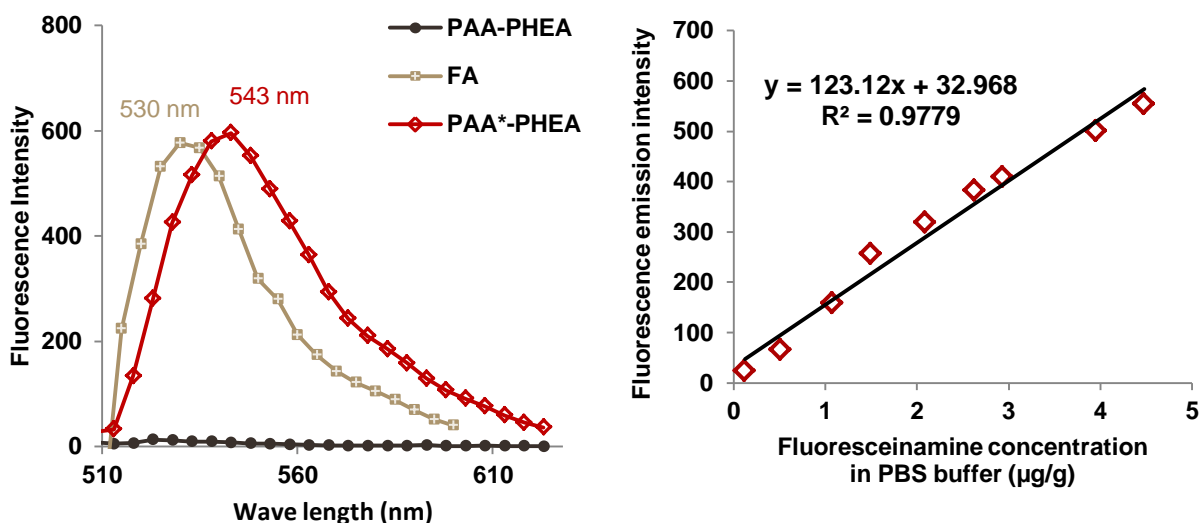 800
600
400
200
0
Fluorescence Intensity
510
560
610
Wave length (nm)
530 nm
543 nm
PAA-PHEA
FA
PAA*-PHEA
700
600
500
400
300
200
100
0
Fluorescence emission intensity
y = 123.12x + 32.968
R² = 0.9779
0
1
2
3
4
5
Fluoresceinamine concentration
in PBS buffer (µg/g)